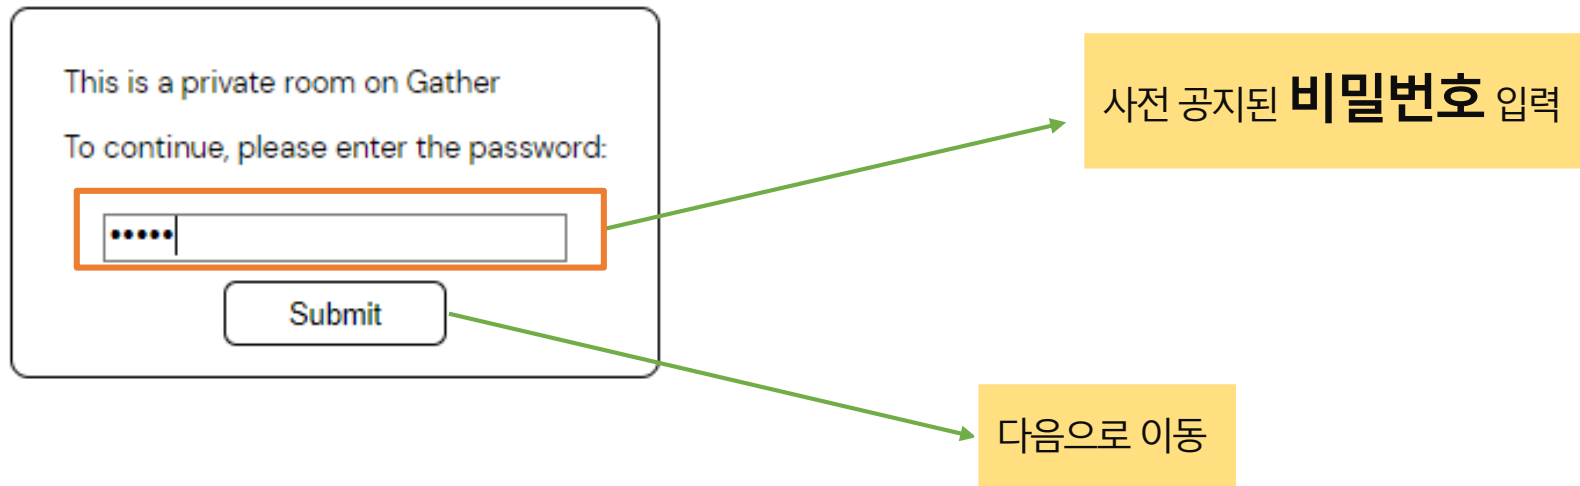 This is a private room on Gather
To continue, please enter the password:
•••••
Submit
사전 공지된 비밀번호 입력
다음으로 이동